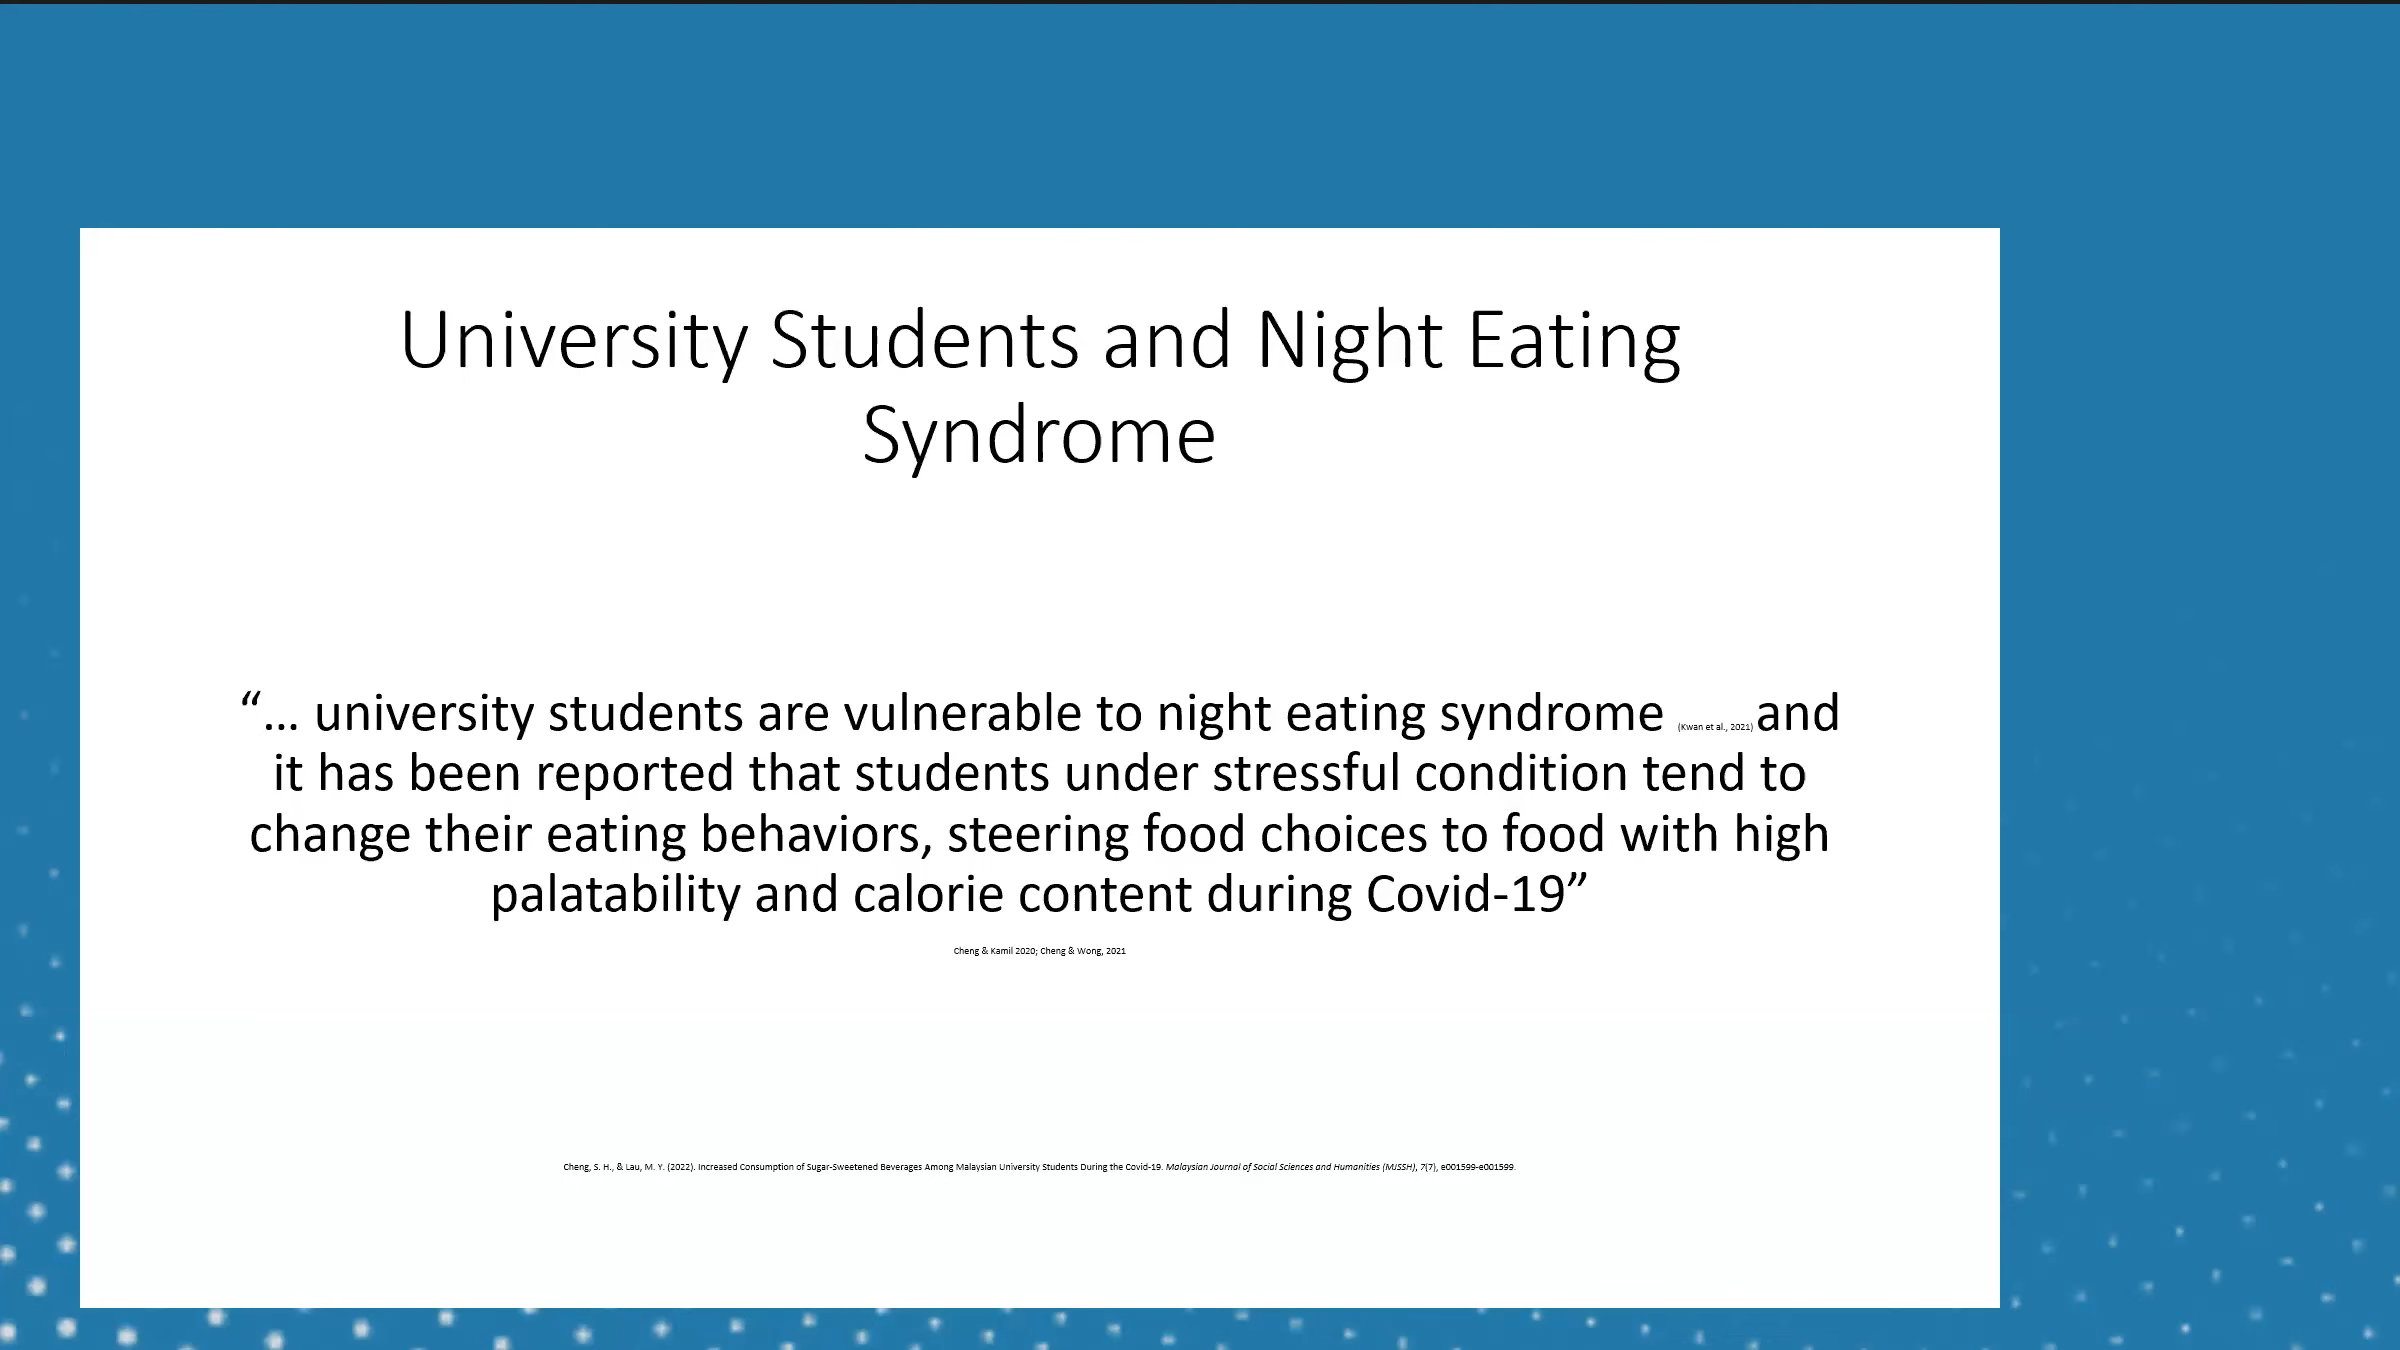 University Students and Night Eating
Syndrome
“... university students are vulnerable to night eating syndrome (Kwan et al., 2021) and
it has been reported that students under stressful condition tend to
change their eating behaviors, steering food choices to food with high
palatability and calorie content during Covid-19”
Cheng & Kamil 2020; Cheng & Wong, 2021
Cheng, S. H., & Lau, M. Y. (2022). Increased Consumption of Sugar-Sweetened Beverages Among Malaysian University Students During the Covid-19. Malaysian Journal of Social Sciences and Humanities (MJSSH), 7(7), e001599-e001599.